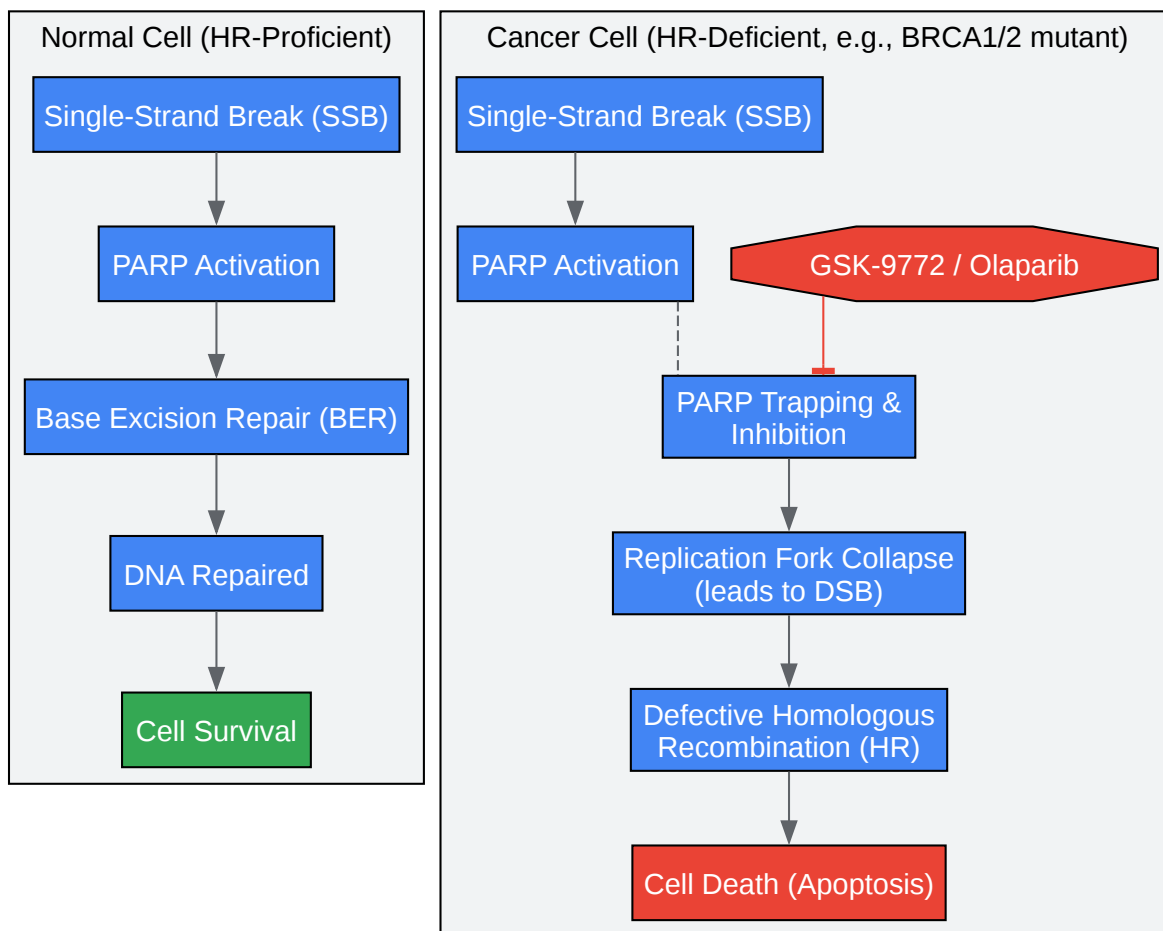 Normal Cell (HR-Proficient)
Single-Strand Break (SSB)
PARP Activation
Base Excision Repair (BER)
DNA Repaired
Cell Survival
Cancer Cell (HR-Deficient, e.g., BRCA1/2 mutant)
Single-Strand Break (SSB)
PARP Activation
GSK-9772 / Olaparib
PARP Trapping &
Inhibition
Replication Fork Collapse
(leads to DSB)
Defective Homologous
Recombination (HR)
Cell Death (Apoptosis)